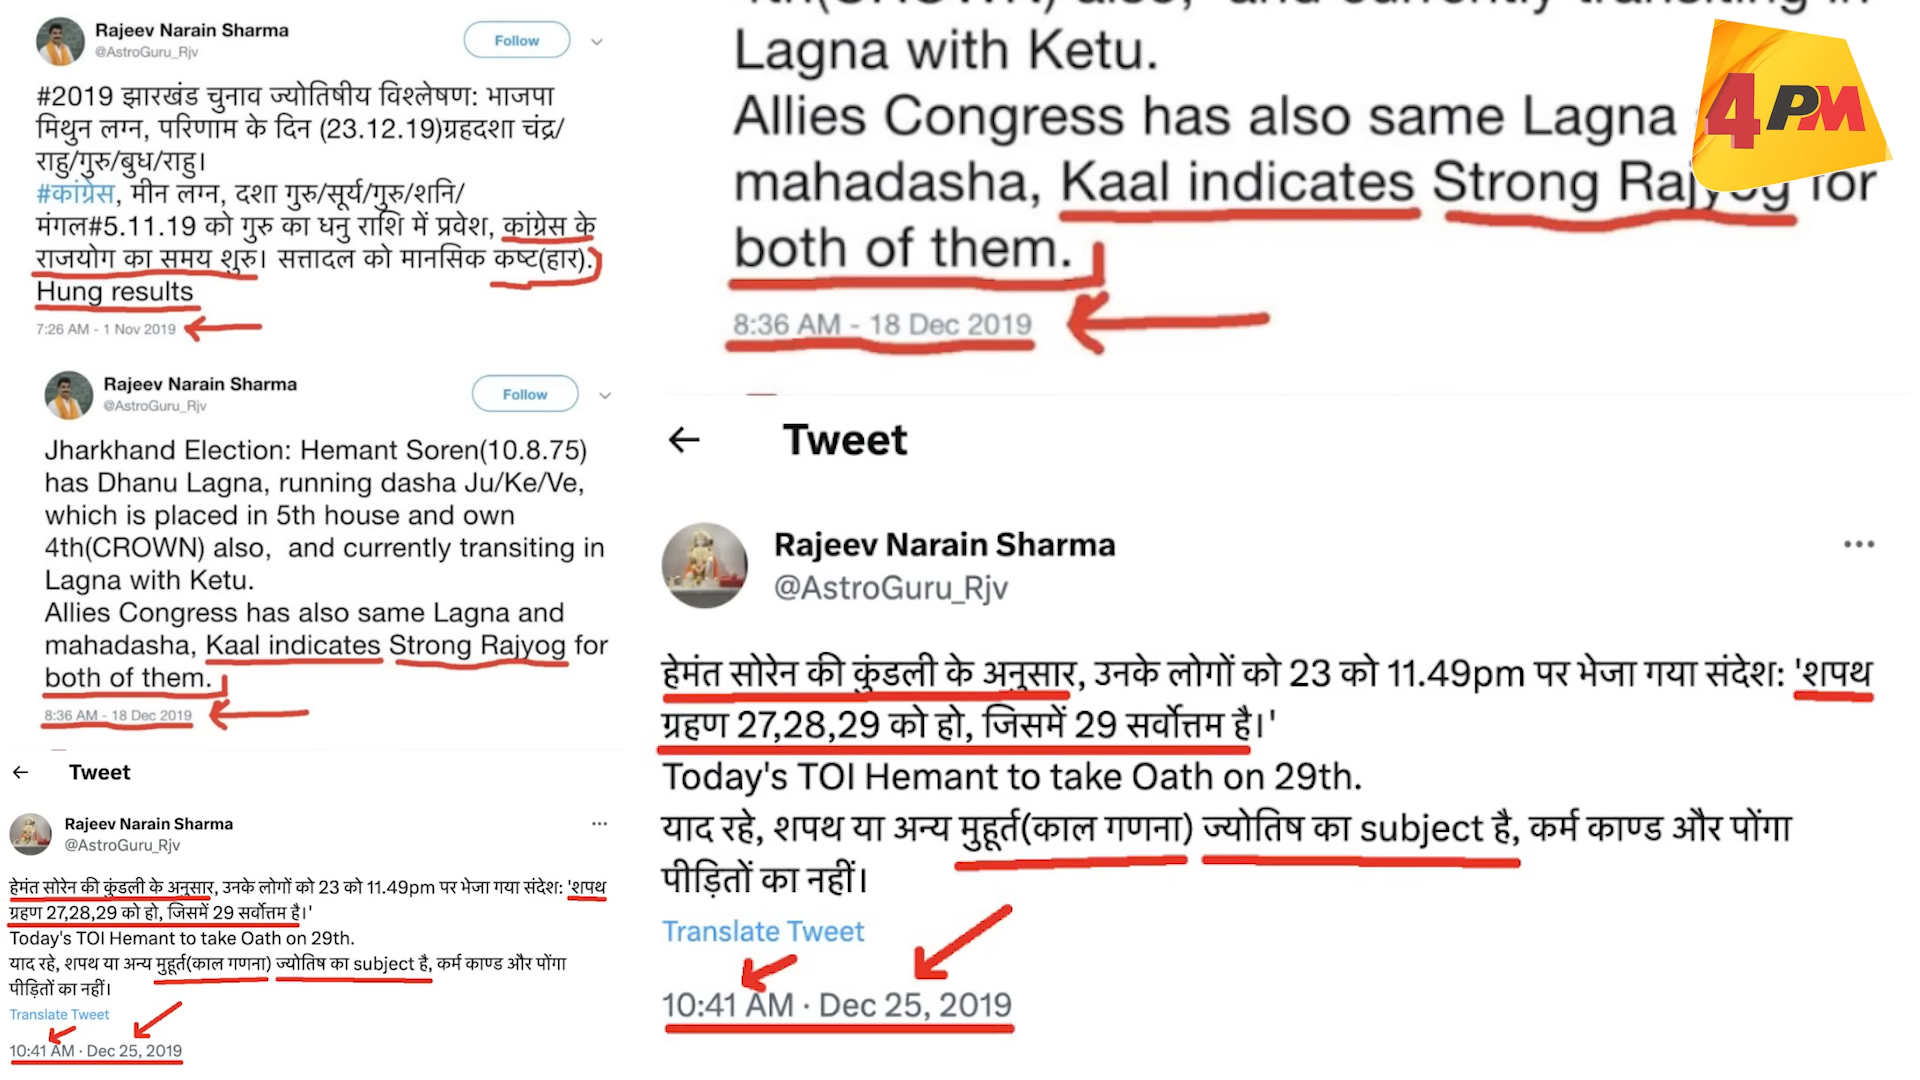 Rajeev Narain Sharma
@AstroGuru_Rjv
Follow
#2019 झारखंड चुनाव ज्योतिषीय विश्लेषण: भाजपा
मिथुन लग्न, परिणाम के दिन (23.12.19)ग्रहदशा चंद्र/
राहु/गुरु/बुध/राहु।
#कांग्रेस, मीन लग्न, दशा गुरु/सूर्य/गुरु/शनि/
मंगल#5.11.19 को गुरु का धनु राशि में प्रवेश, कांग्रेस के
राजयोग का समय शुरु। सत्तादल को मानसिक कष्ट(हार).
Hung results
7:26 AM - 1 Nov 2019
Rajeev Narain Sharma
@AstroGuru_Rjv
Follow
Jharkhand Election: Hemant Soren(10.8.75)
has Dhanu Lagna, running dasha Ju/Ke/Ve,
which is placed in 5th house and own
4th(CROWN) also, and currently transiting in
Lagna with Ketu.
Allies Congress has also same Lagna and
mahadasha, Kaal indicates Strong Rajyog for
both of them.
8:36 AM - 18 Dec 2019
Tweet
Rajeev Narain Sharma
@AstroGuru_Rjv
हेमंत सोरेन की कुंडली के अनुसार, उनके लोगों को 23 को 11.49pm पर भेजा गया संदेश: 'शपथ
ग्रहण 27,28,29 को हो, जिसमें 29 सर्वोत्तम है।'
Today's TOI Hemant to take Oath on 29th.
याद रहे, शपथ या अन्य मुहूर्त(काल गणना) ज्योतिष का subject है, कर्म काण्ड और पोंगा
पीड़ितों का नहीं।
Translate Tweet
10:41 AM · Dec 25, 2019
4th(CROWN) also, and currently transiting in
Lagna with Ketu.
Allies Congress has also same Lagna
mahadasha, Kaal indicates Strong Rajyog for
both of them.
8:36 AM - 18 Dec 2019
4PM
Tweet
Rajeev Narain Sharma
@AstroGuru_Rjv
हेमंत सोरेन की कुंडली के अनुसार, उनके लोगों को 23 को 11.49pm पर भेजा गया संदेश: 'शपथ
ग्रहण 27,28,29 को हो, जिसमें 29 सर्वोत्तम है।'
Today's TOI Hemant to take Oath on 29th.
याद रहे, शपथ या अन्य मुहूर्त(काल गणना) ज्योतिष का subject है, कर्म काण्ड और पोंगा
पीड़ितों का नहीं।
Translate Tweet
10:41 AM · Dec 25, 2019